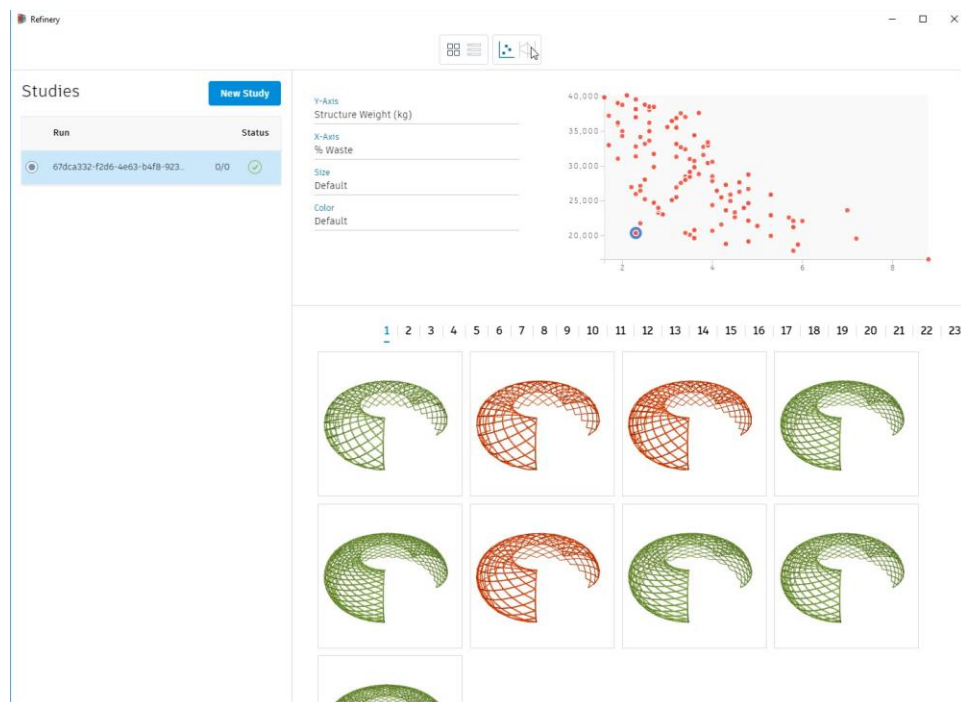 Refinery
Studies
New Study
Run
Status
67dca332-f2d6-4e63-b4f8-923..
0/0
Y-Axis
Structure Weight (kg)
X-Axis
% Waste
Size
Default
Color
Default
40,000
35,000
30,000
25,000
20,000
2 4 6 8
1 2 3 4 5 6 7 8 9 10 11 12 13 14 15 16 17 18 19 20 21 22 23